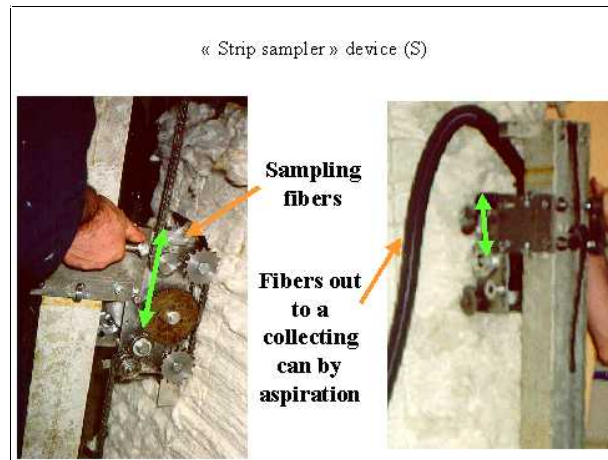 « Strip sampler » device (S)
Sampling
fibers
Fibers out
to a
collecting
can by
aspiration